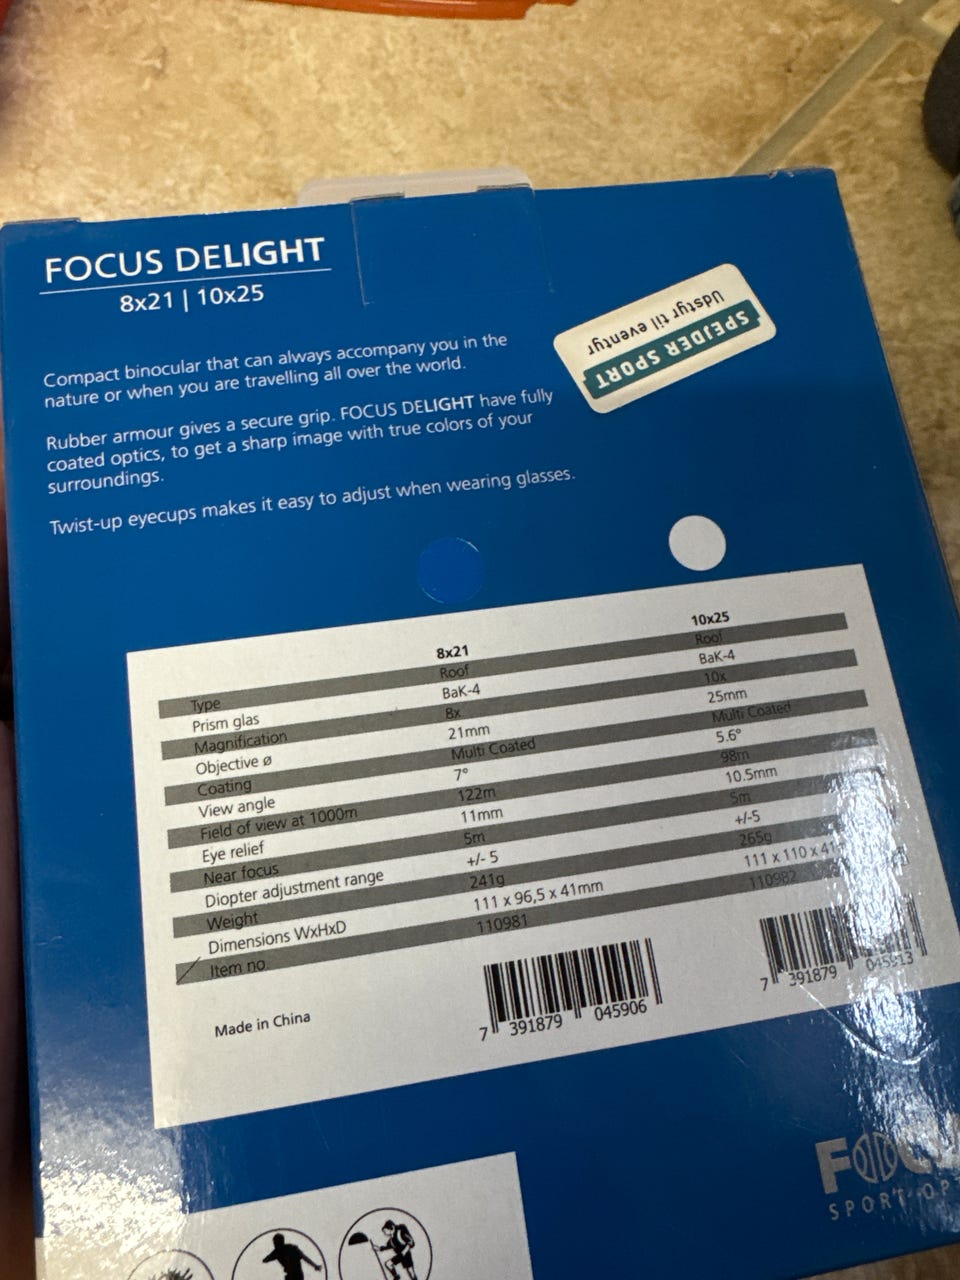 FOCUS DELIGHT
8x21 | 10x25
Compact binocular that can always accompany you in the
nature or when you are travelling all over the world.
Rubber armour gives a secure grip. FOCUS DELIGHT have fully
coated optics, to get a sharp image with true colors of your
surroundings.
Twist-up eyecups makes it easy to adjust when wearing glasses.
SPEJDER SPORT
Udstyr til eventyr
8x21 10x25
Type Roof Roof
Prism glas BaK-4 BaK-4
Magnification 8x 10x
Objective ø 21mm 25mm
Coating Multi Coated Multi Coated
View angle 7° 5.6°
Field of view at 1000m 122m 98m
Eye relief 11mm 10.5mm
Near focus 5m 5m
Diopter adjustment range +/- 5 +/-5
Weight 241g 265g
Dimensions WxHxD 111 x 96,5 x 41mm 111 x 110 x 41
Item no 110981 110982
Made in China
7 391879 045906
7 391879 045913
SPORT